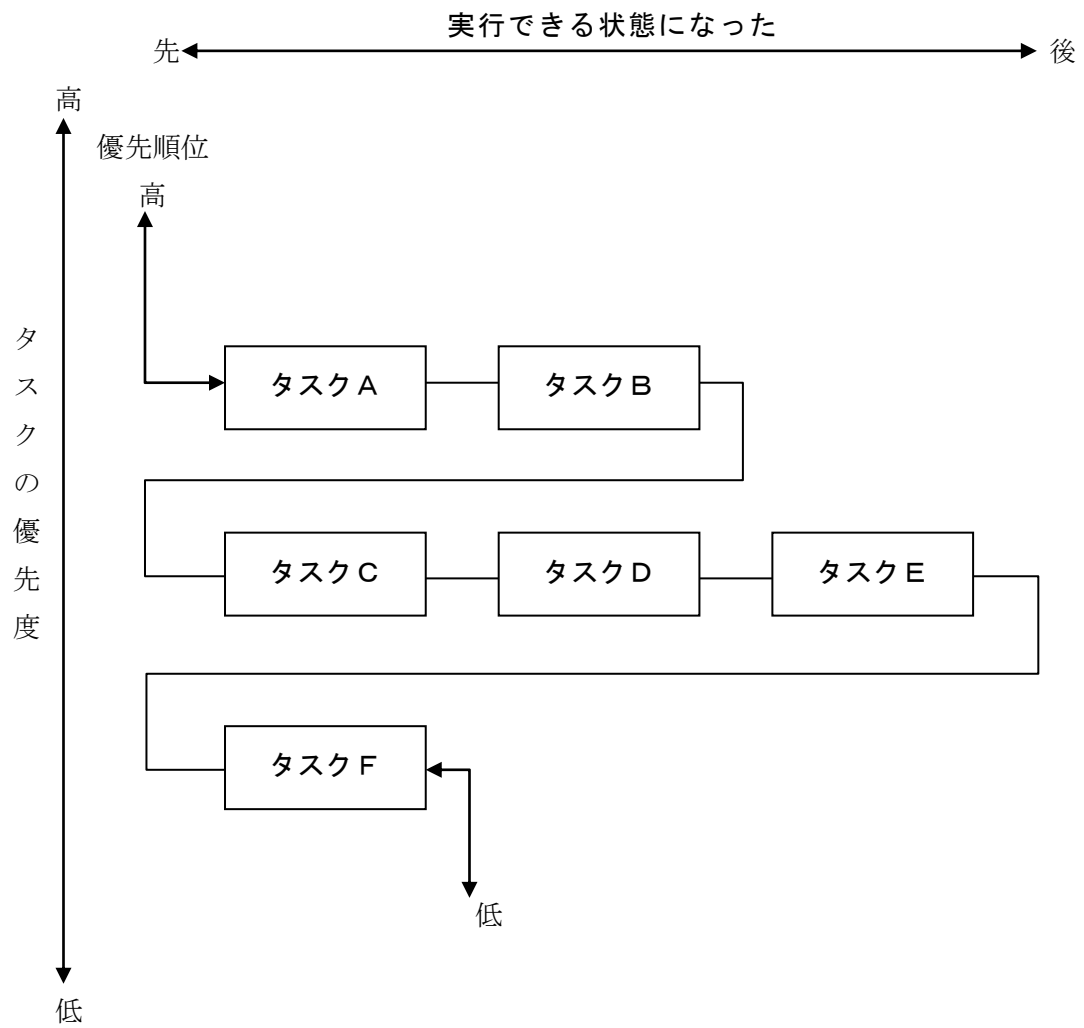 実行できる状態になった
先
後
高
優先順位
高
タスクの優先度
タスクA
タスクB
タスクC
タスクD
タスクE
タスクF
低
低